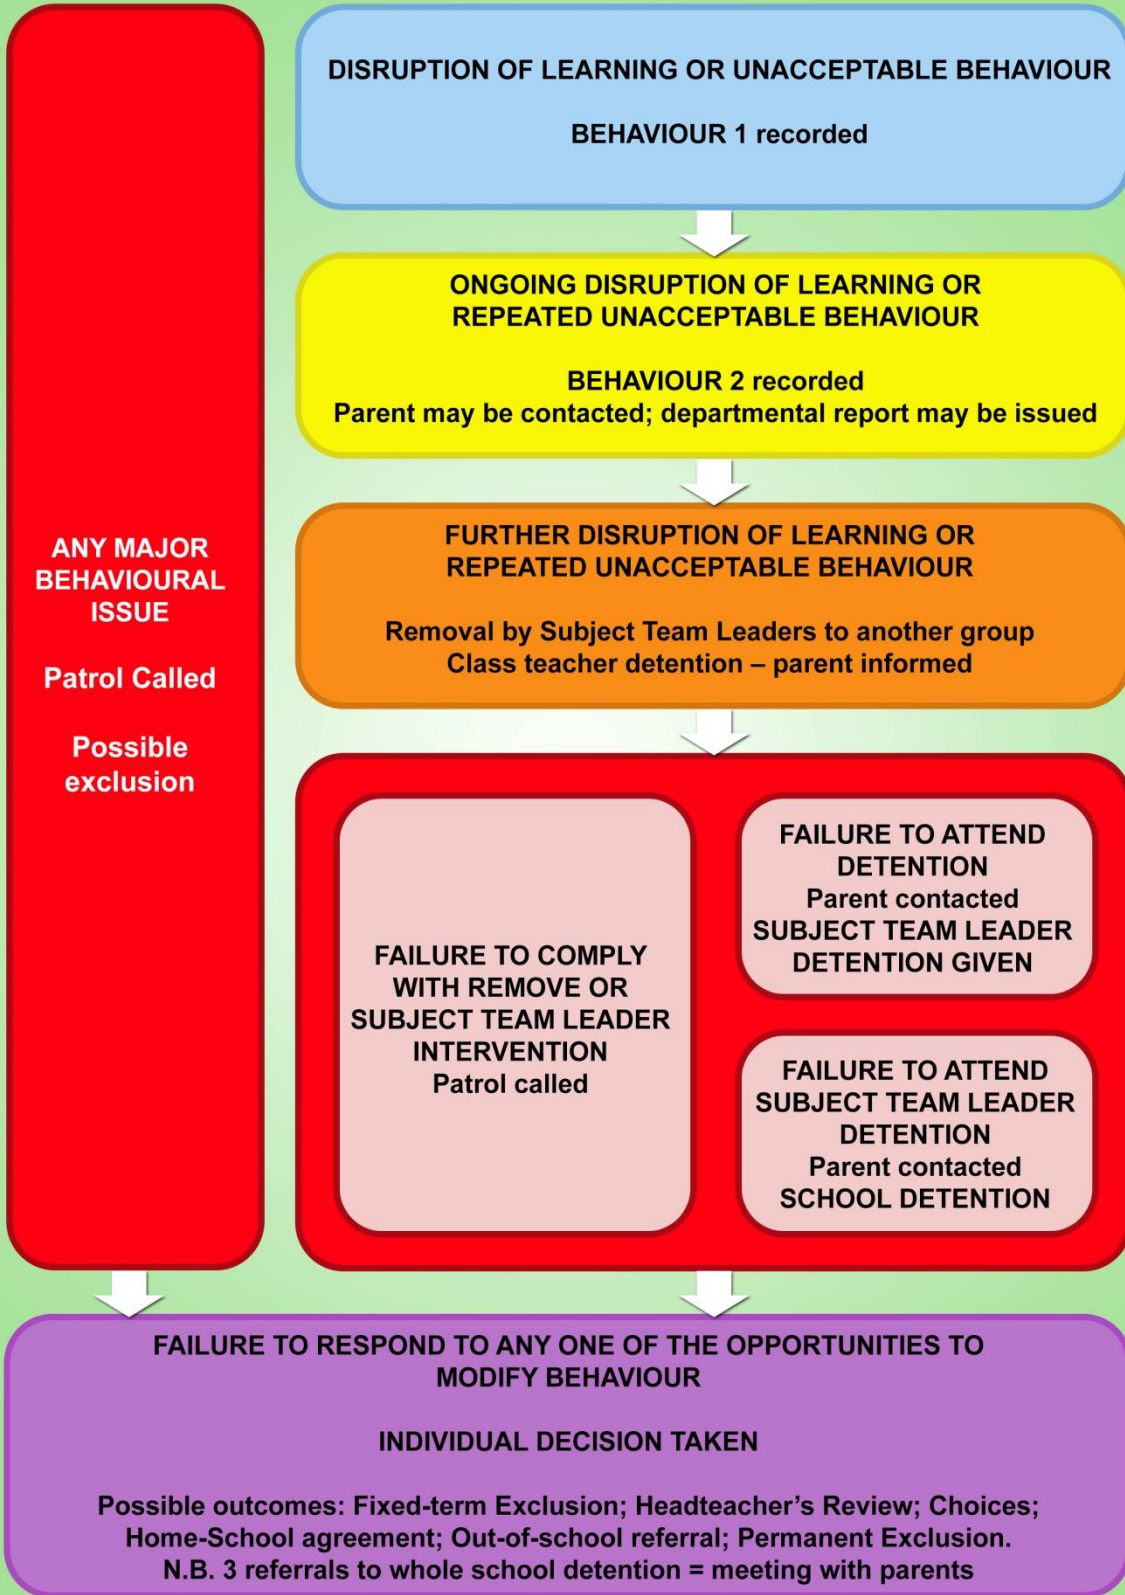 ANY MAJOR
BEHAVIOURAL
ISSUE
Patrol Called
Possible
exclusion
DISRUPTION OF LEARNING OR UNACCEPTABLE BEHAVIOUR
BEHAVIOUR 1 recorded
ONGOING DISRUPTION OF LEARNING OR
REPEATED UNACCEPTABLE BEHAVIOUR
BEHAVIOUR 2 recorded
Parent may be contacted; departmental report may be issued
FURTHER DISRUPTION OF LEARNING OR
REPEATED UNACCEPTABLE BEHAVIOUR
Removal by Subject Team Leaders to another group
Class teacher detention – parent informed
FAILURE TO COMPLY
WITH REMOVE OR
SUBJECT TEAM LEADER
INTERVENTION
Patrol called
FAILURE TO ATTEND
DETENTION
Parent contacted
SUBJECT TEAM LEADER
DETENTION GIVEN
FAILURE TO ATTEND
SUBJECT TEAM LEADER
DETENTION
Parent contacted
SCHOOL DETENTION
FAILURE TO RESPOND TO ANY ONE OF THE OPPORTUNITIES TO
MODIFY BEHAVIOUR
INDIVIDUAL DECISION TAKEN
Possible outcomes: Fixed-term Exclusion; Headteacher’s Review; Choices;
Home-School agreement; Out-of-school referral; Permanent Exclusion.
N.B. 3 referrals to whole school detention = meeting with parents